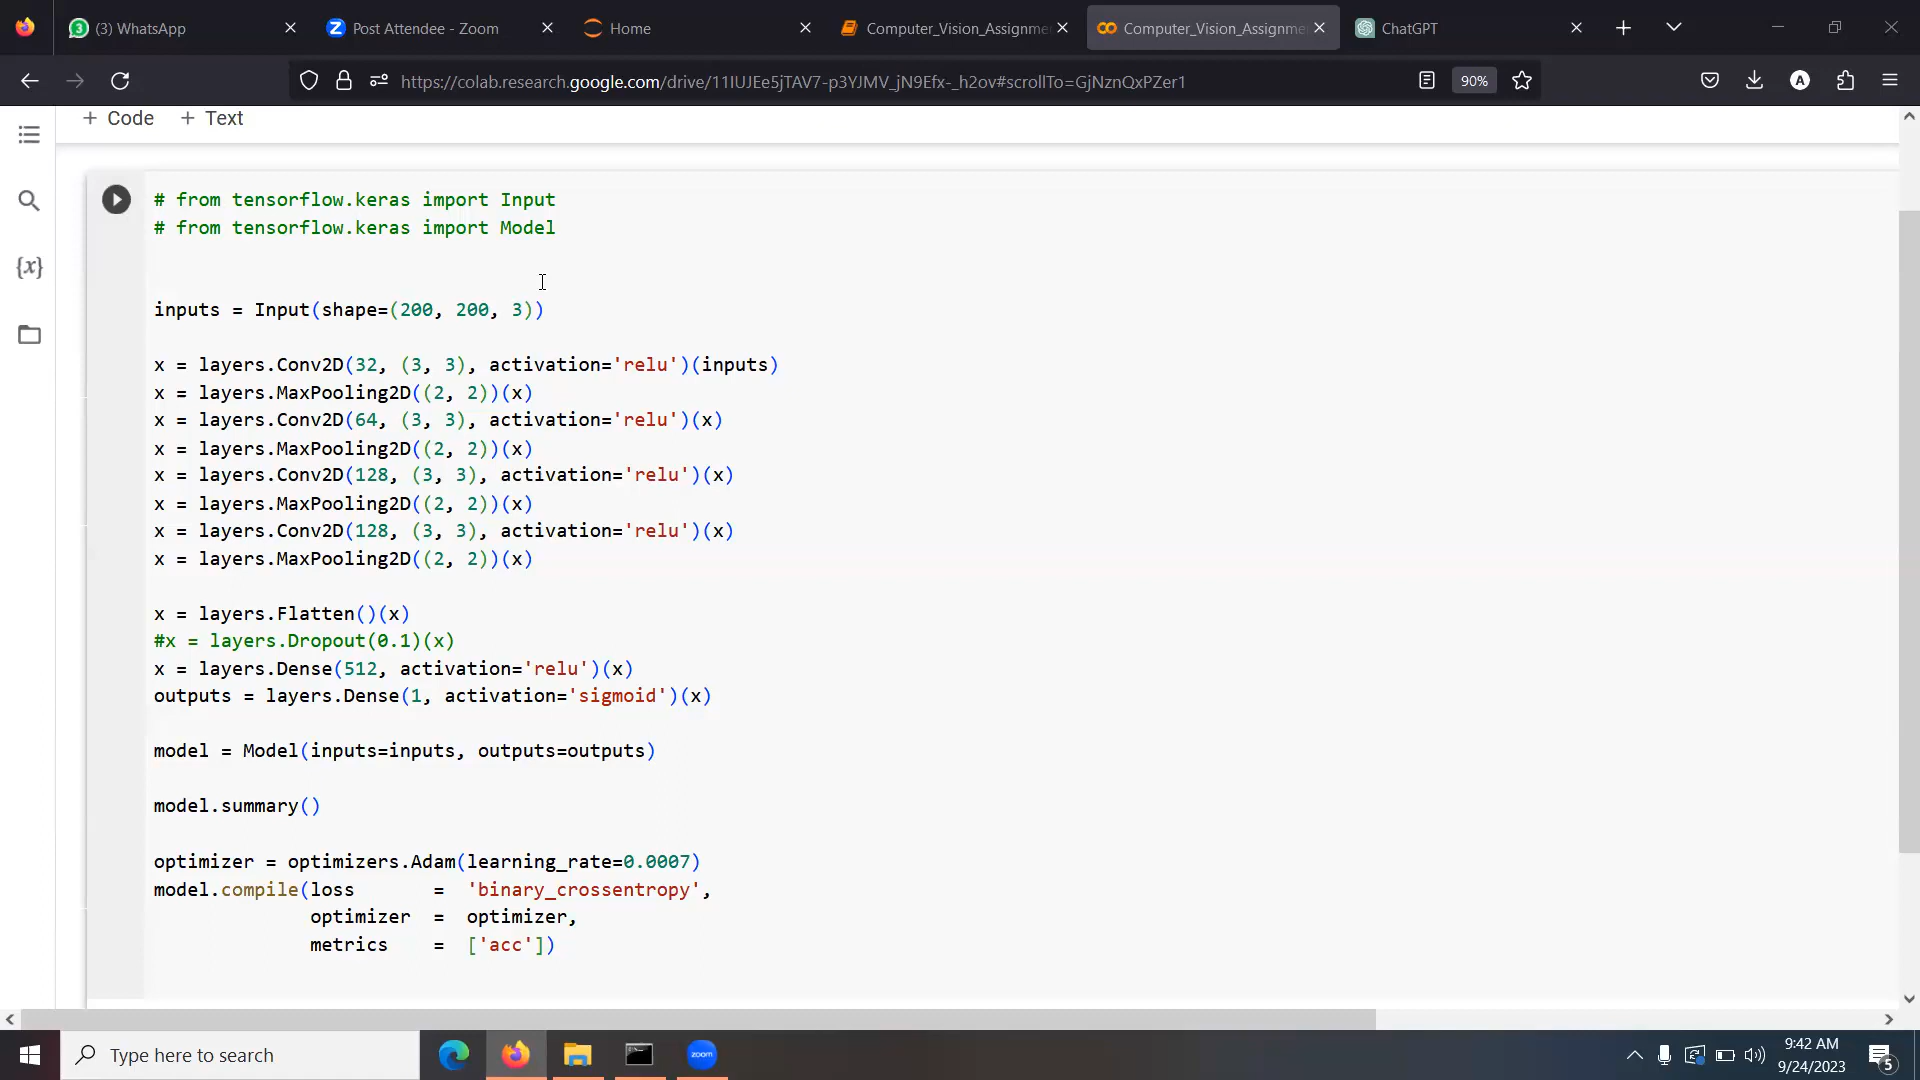 (3) WhatsApp
Post Attendee - Zoom
Home
Computer_Vision_Assignme
Computer_Vision_Assignme
ChatGPT
https://colab.research.google.com/drive/11IUJEe5jTAV7-p3YJMV_jN9Efx-_h2ov#scrollTo=GjNznQxPZer1
90%
A
+ Code + Text
{x}
# from tensorflow.keras import Input
# from tensorflow.keras import Model
inputs = Input(shape=(200, 200, 3))
x = layers.Conv2D(32, (3, 3), activation='relu')(inputs)
x = layers.MaxPooling2D((2, 2))(x)
x = layers.Conv2D(64, (3, 3), activation='relu')(x)
x = layers.MaxPooling2D((2, 2))(x)
x = layers.Conv2D(128, (3, 3), activation='relu')(x)
x = layers.MaxPooling2D((2, 2))(x)
x = layers.Conv2D(128, (3, 3), activation='relu')(x)
x = layers.MaxPooling2D((2, 2))(x)
x = layers.Flatten()(x)
#x = layers.Dropout(0.1)(x)
x = layers.Dense(512, activation='relu')(x)
outputs = layers.Dense(1, activation='sigmoid')(x)
model = Model(inputs=inputs, outputs=outputs)
model.summary()
optimizer = optimizers.Adam(learning_rate=0.0007)
model.compile(loss = 'binary_crossentropy',
optimizer = optimizer,
metrics = ['acc'])
Type here to search
zoom
9:42 AM
9/24/2023
5